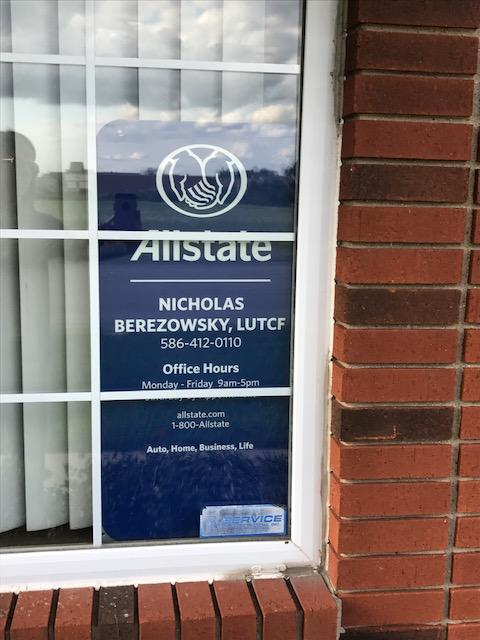 Allstate
NICHOLAS
BEREZOWSKY, LUTCF
586-412-0110
Office Hours
Monday - Friday 9am-5pm
allstate.com
1-800-Allstate
Auto, Home, Business, Life
SERVICE